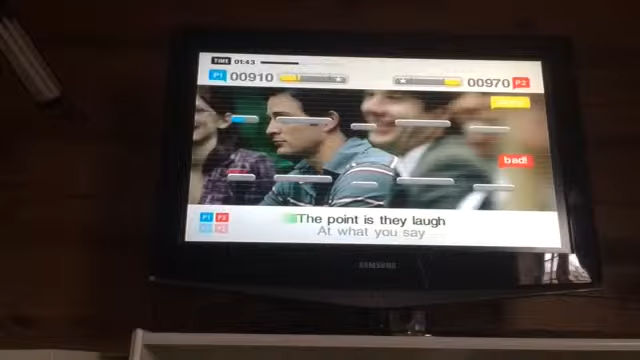 TIME 01:43
P1 00910
00970 P2
bad!
The point is they laugh
At what you say
P1 P2
SAMSUNG